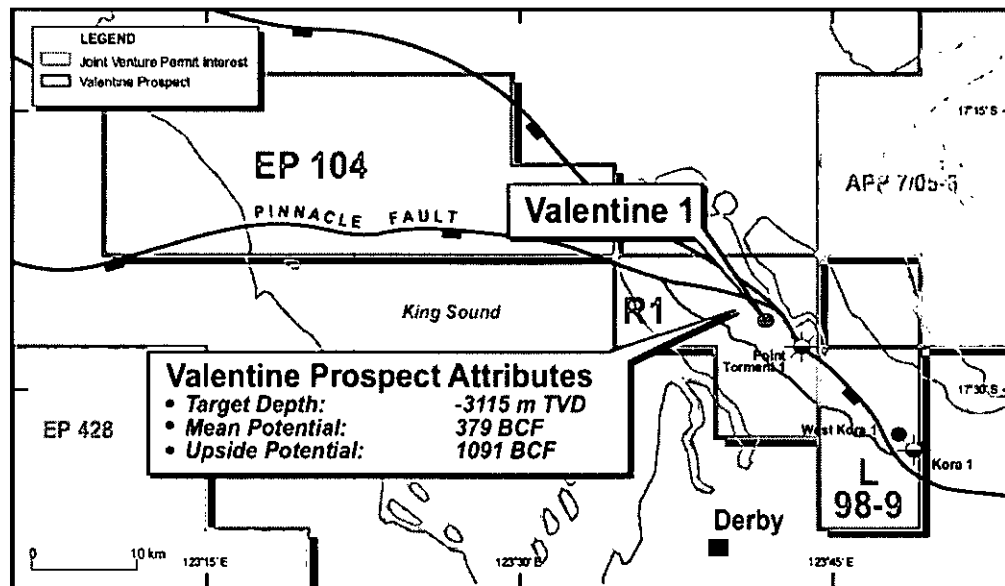 LEGEND
Joint Venture Permit Interest
Valentine Prospect
17°15' S
EP 104
PINNACLE FAULT
Valentine 1
King Sound
R1
Point
Torment 1
Valentine Prospect Attributes
• Target Depth: -3115 m TVD
• Mean Potential: 379 BCF
• Upside Potential: 1091 BCF
17°30' S
EP 428
West Kora 1
Kora 1
L
98-9
Derby
0 10 km
123°15' E
123°30' E
123°45' E